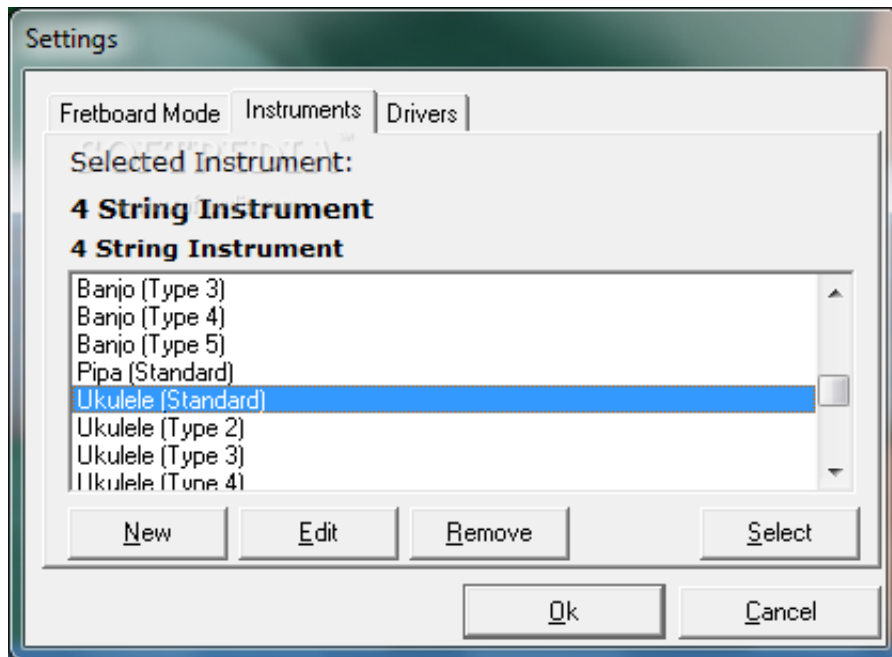 Settings
Fretboard Mode Instruments Drivers
SOFTPEDIA™
Selected Instrument:
4 String Instrument
4 String Instrument
Banjo (Type 3)
Banjo (Type 4)
Banjo (Type 5)
Pipa (Standard)
Ukulele (Standard)
Ukulele (Type 2)
Ukulele (Type 3)
Ukulele (Type 4)
New Edit Remove Select
Ok Cancel